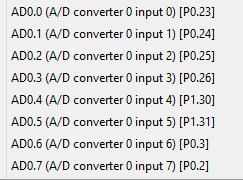 AD0.0 (A/D converter 0 input 0) [P0.23]
AD0.1 (A/D converter 0 input 1) [P0.24]
AD0.2 (A/D converter 0 input 2) [P0.25]
AD0.3 (A/D converter 0 input 3) [P0.26]
AD0.4 (A/D converter 0 input 4) [P1.30]
AD0.5 (A/D converter 0 input 5) [P1.31]
AD0.6 (A/D converter 0 input 6) [P0.3]
AD0.7 (A/D converter 0 input 7) [P0.2]